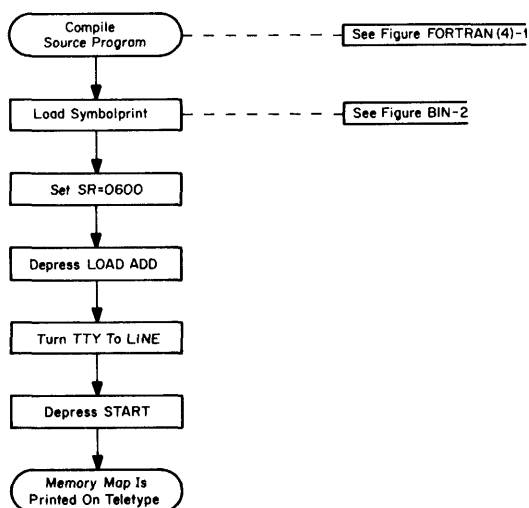 Compile
Source Program
See Figure FORTRAN (4)-1
Load Symbolprint
See Figure BIN-2
Set SR=0600
Depress LOAD ADD
Turn TTY To LINE
Depress START
Memory Map Is
Printed On Teletype